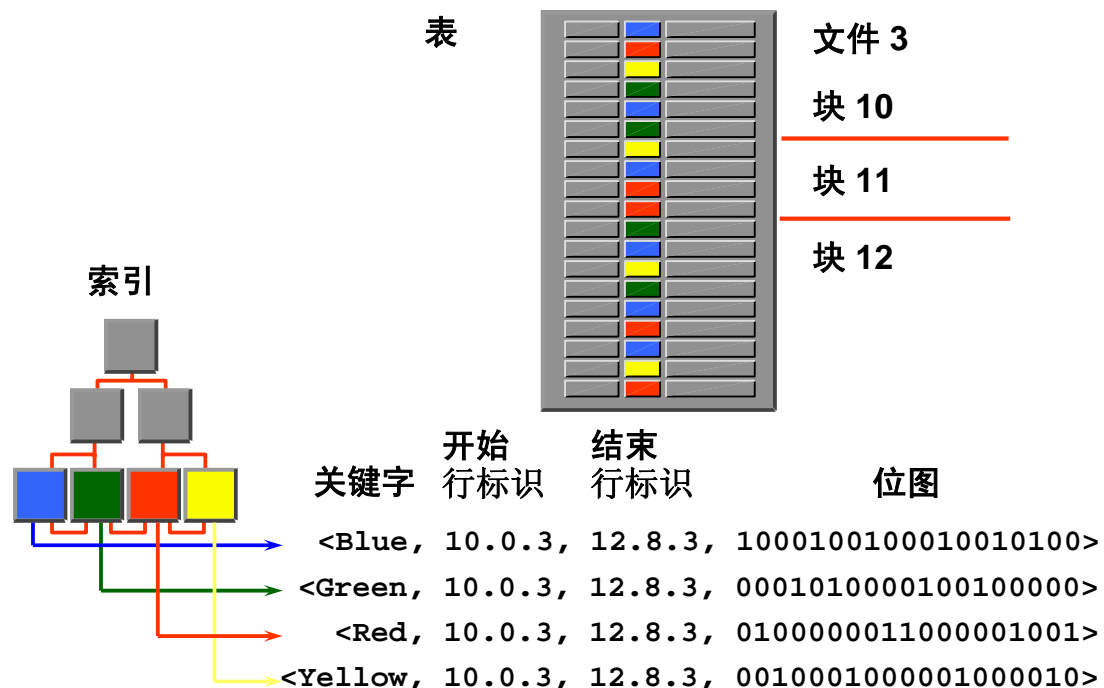 表
文件 3
块 10
块 11
块 12
索引
开始 结束
关键字 行标识 行标识 位图
<Blue, 10.0.3, 12.8.3, 1000100100010010100>
<Green, 10.0.3, 12.8.3, 0001010000100100000>
<Red, 10.0.3, 12.8.3, 0100000011000001001>
<Yellow, 10.0.3, 12.8.3, 0010001000001000010>